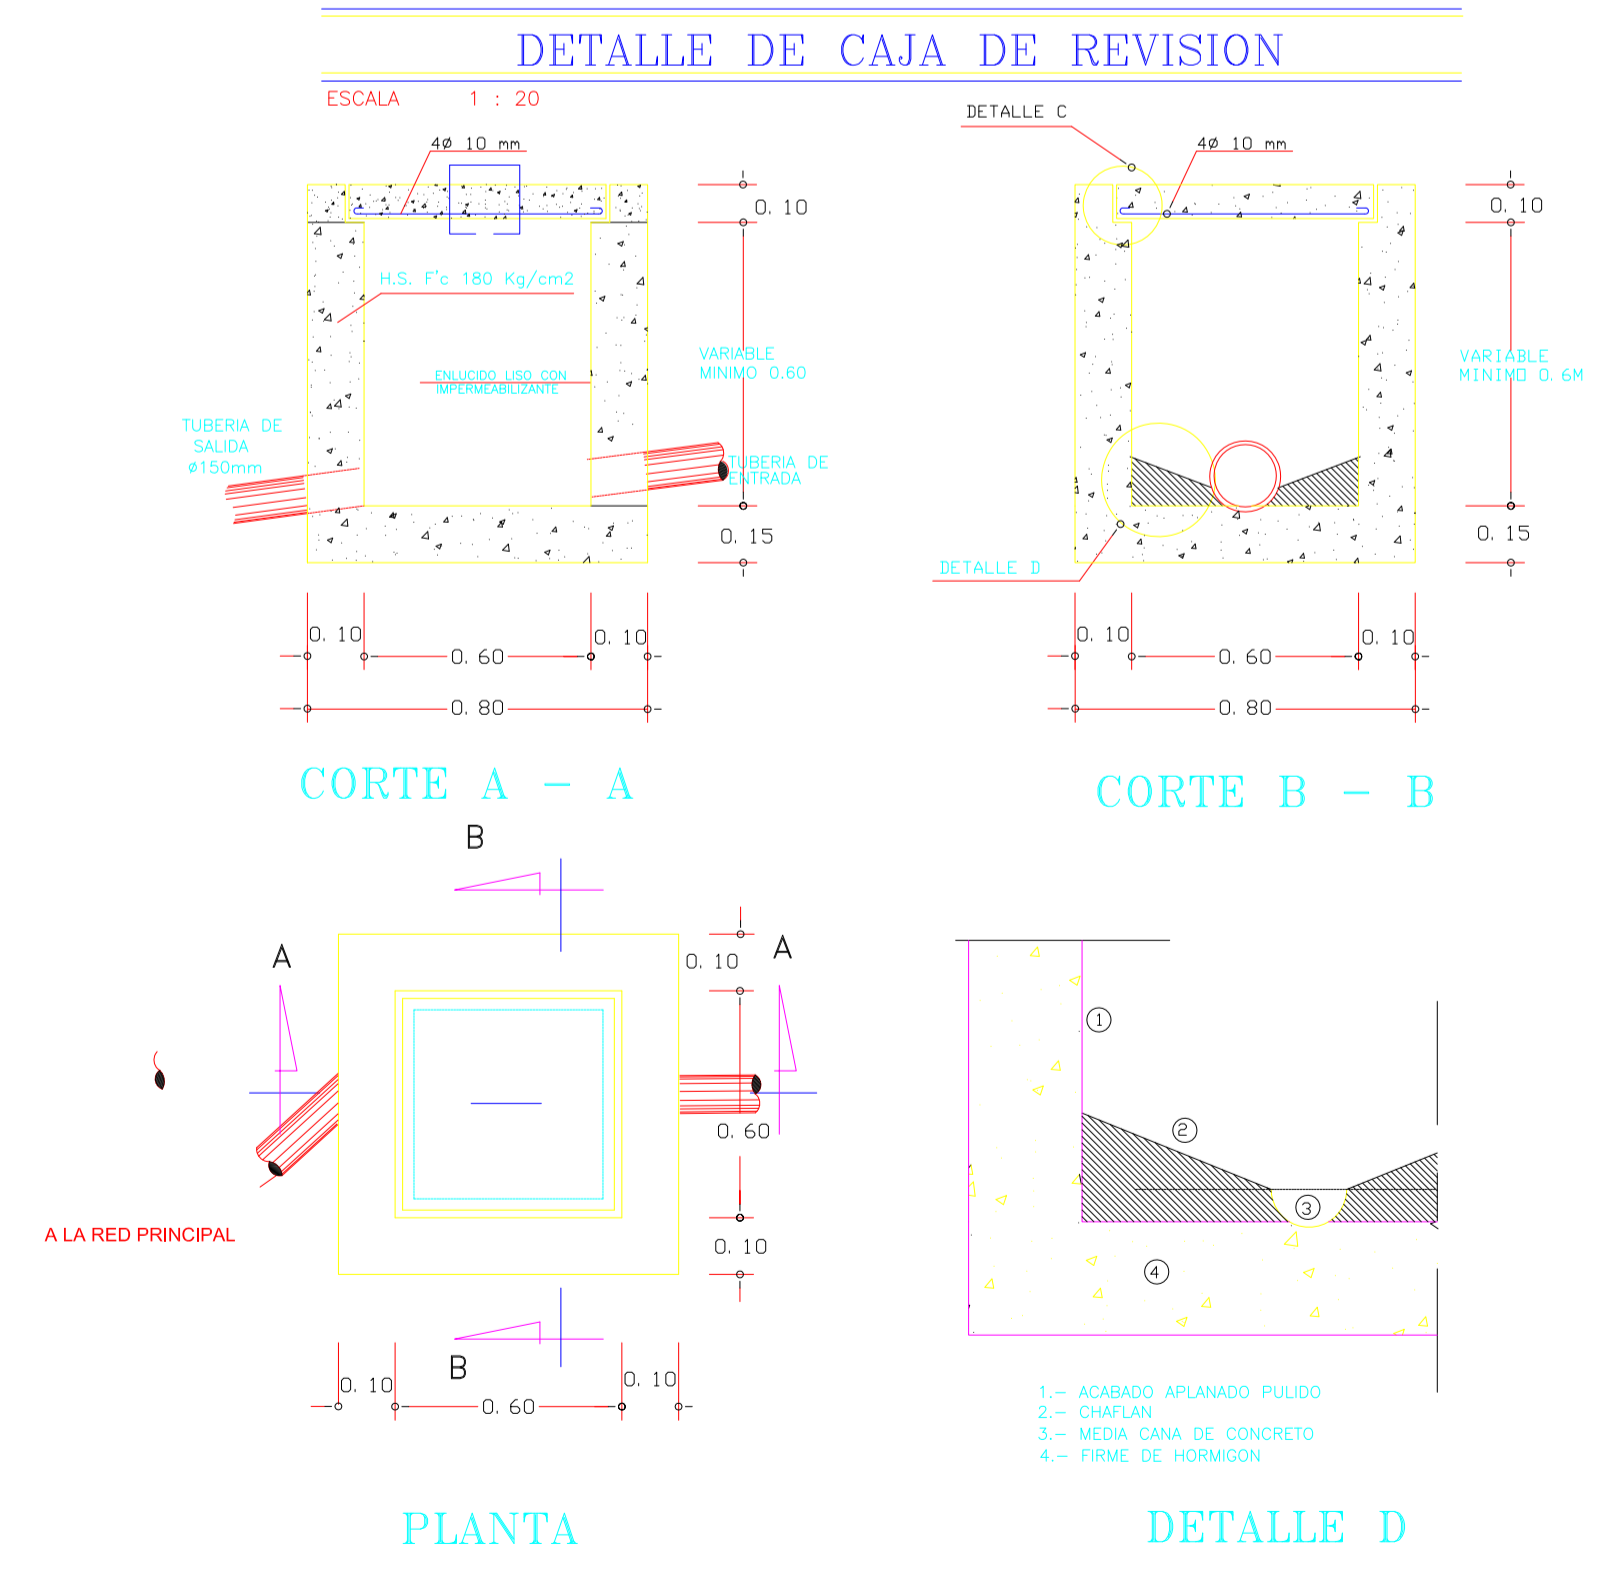 DETALLE DE CAJA DE REVISION
ESCALA 1 : 20
4Ø 10 mm
0. 10
H.S. F'c 180 Kg/cm2
VARIABLE
MINIMO 0.60
ENLUCIDO LISO CON
IMPERMEABILIZANTE
TUBERIA DE
SALIDA
Ø150mm
TUBERIA DE
ENTRADA
0. 15
0. 10
0. 60
0. 10
0. 80
CORTE A - A
DETALLE C
4Ø 10 mm
0. 10
VARIABLE
MINIMO 0. 6M
0. 15
DETALLE D
0. 10
0. 60
0. 10
0. 80
CORTE B - B
B
A
A
0. 10
0. 60
0. 10
A LA RED PRINCIPAL
B
0. 10
0. 60
0. 10
PLANTA
1
2
3
4
1.- ACABADO APLANADO PULIDO
2.- CHAFLAN
3.- MEDIA CANA DE CONCRETO
4.- FIRME DE HORMIGON
DETALLE D